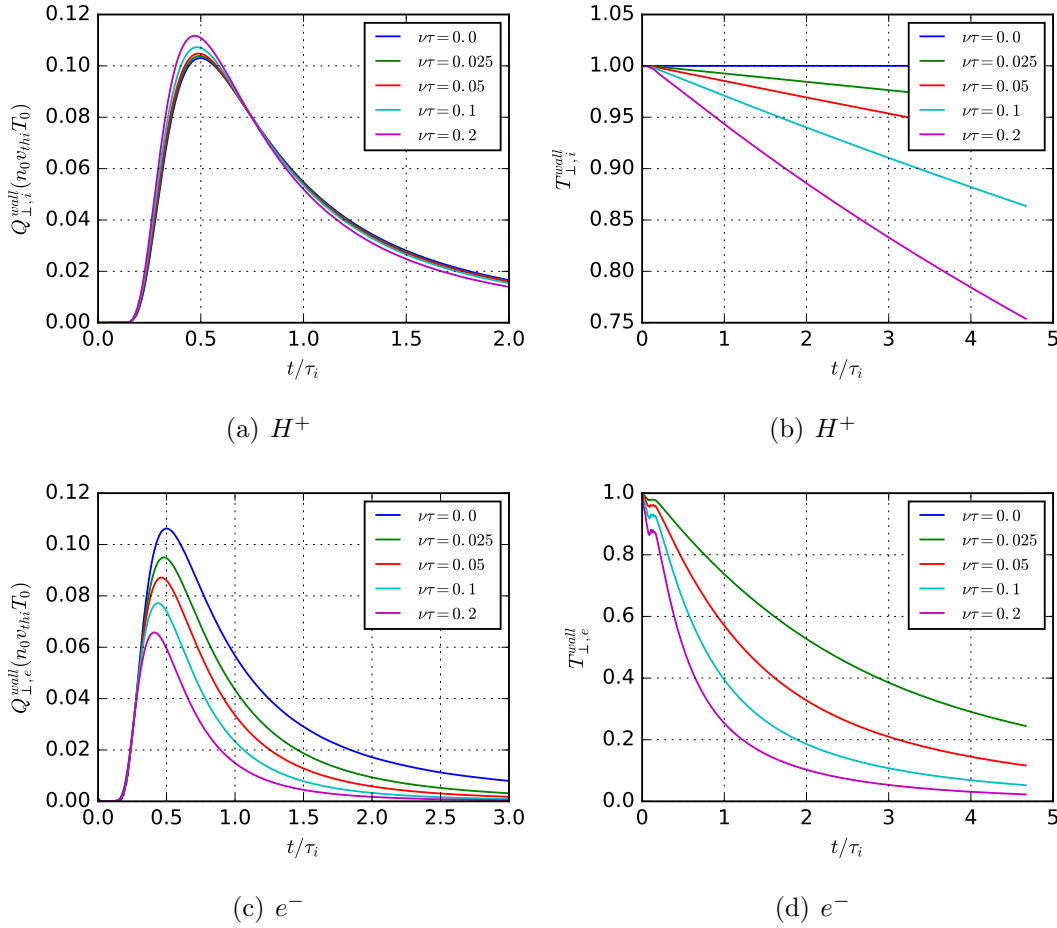 0.12
0.10
0.08
0.06
0.04
0.02
0.00
Q^{wall}_{⊥,i}(n_0 v_{thi} T_0)
0.0 0.5 1.0 1.5 2.0
t/τ_i
ντ = 0.0
ντ = 0.025
ντ = 0.05
ντ = 0.1
ντ = 0.2
(a) H^+
1.05
1.00
0.95
0.90
0.85
0.80
0.75
T^{wall}_{⊥,i}
0 1 2 3 4 5
t/τ_i
ντ = 0.0
ντ = 0.025
ντ = 0.05
ντ = 0.1
ντ = 0.2
(b) H^+
0.12
0.10
0.08
0.06
0.04
0.02
0.00
Q^{wall}_{⊥,e}(n_0 v_{thi} T_0)
0.0 0.5 1.0 1.5 2.0 2.5 3.0
t/τ_i
ντ = 0.0
ντ = 0.025
ντ = 0.05
ντ = 0.1
ντ = 0.2
(c) e^−
1.0
0.8
0.6
0.4
0.2
0.0
T^{wall}_{⊥,e}
0 1 2 3 4 5
t/τ_i
ντ = 0.0
ντ = 0.025
ντ = 0.05
ντ = 0.1
ντ = 0.2
(d) e^−